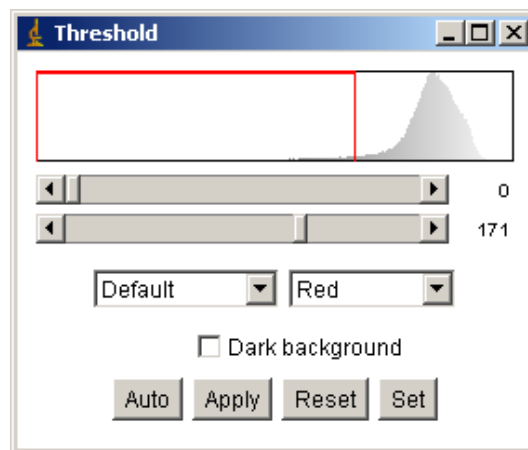 Threshold
0
171
Default Red
Dark background
Auto Apply Reset Set